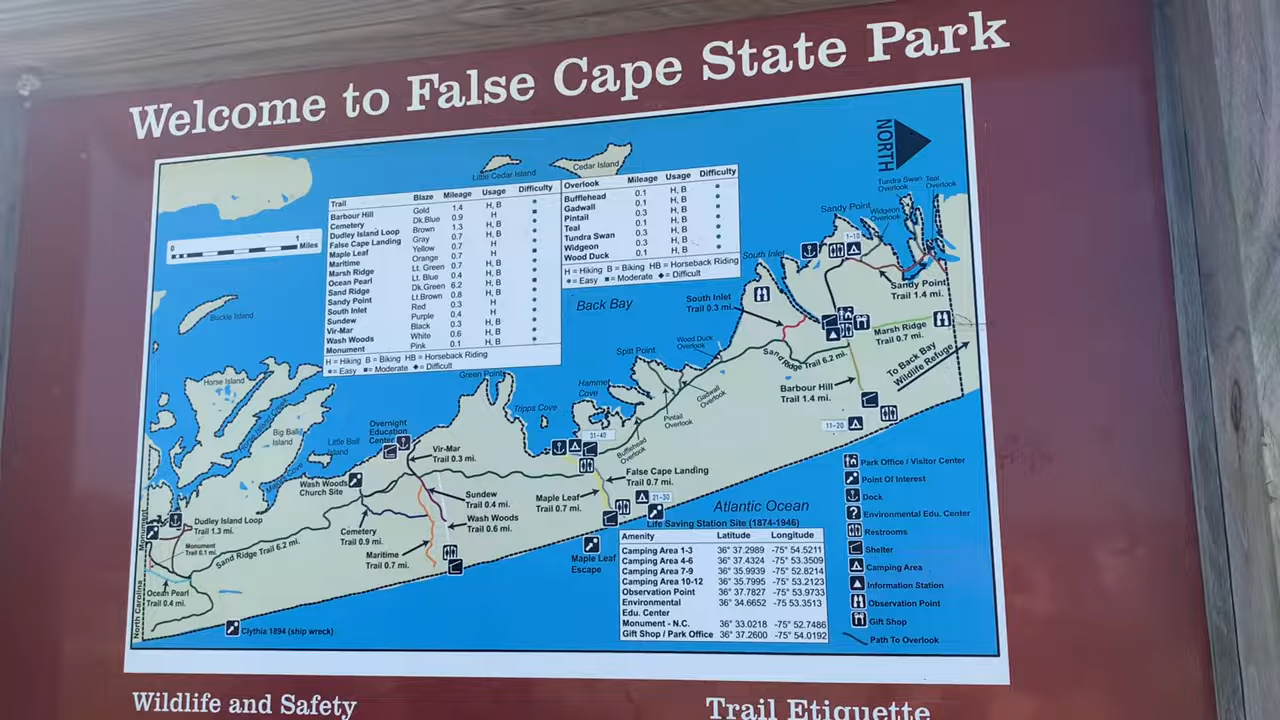 Welcome to False Cape State Park
NORTH
Little Cedar Island
Cedar Island
Tundra Swan Overlook
Teal Overlook
Sandy Point
Widgeon Overlook
0 1 Miles
Trail Blaze Mileage Usage Difficulty
Barbour Hill Gold 1.4 H, B
Cemetery Dk.Blue 0.9 H
Dudley Island Loop Brown 1.3 H, B
False Cape Landing Gray 0.7 H, B
Maple Leaf Yellow 0.7 H
Maritime Orange 0.7 H
Marsh Ridge Lt. Green 0.7 H, B
Ocean Pearl Lt. Blue 0.4 H, B
Sand Ridge Dk.Green 6.2 H, B
Sandy Point Lt.Brown 0.8 H, B
South Inlet Red 0.3 H
Sundew Purple 0.4 H
Vir-Mar Black 0.3 H, B
Wash Woods White 0.6 H, B
Monument Pink 0.1 H, B
H = Hiking B = Biking HB = Horseback Riding
●= Easy ■= Moderate ◆= Difficult
Overlook Mileage Usage Difficulty
Bufflehead 0.1 H, B
Gadwall 0.1 H, B
Pintail 0.3 H, B
Teal 0.1 H, B
Tundra Swan 0.3 H, B
Widgeon 0.3 H, B
Wood Duck 0.1 H, B
H = Hiking B = Biking HB = Horseback Riding
●= Easy ■= Moderate ◆= Difficult
1-10
South Inlet
Sandy Point Trail 1.4 mi.
Back Bay
South Inlet Trail 0.3 mi.
Marsh Ridge Trail 0.7 mi.
Buckle Island
Wood Duck Overlook
Spitt Point
Sand Ridge Trail 6.2 mi.
To Back Bay Wildlife Refuge
Horse Island
Green Point
Hammet Cove
Gadwall Overlook
Barbour Hill Trail 1.4 mi.
Tripps Cove
Pintail Overlook
11-20
Big Ball Island
Little Ball Island
Overnight Education Center
31-40
Bufflehead Overlook
Vir-Mar Trail 0.3 mi.
False Cape Landing Trail 0.7 mi.
Wash Woods Church Site
Sundew Trail 0.4 mi.
Maple Leaf Trail 0.7 mi.
21-30
Atlantic Ocean
Life Saving Station Site (1874-1946)
Dudley Island Loop Trail 1.3 mi.
Cemetery Trail 0.9 mi.
Wash Woods Trail 0.6 mi.
Monument
Monument Trail 0.1 mi.
Sand Ridge Trail 6.2 mi.
Maritime Trail 0.7 mi.
Maple Leaf Escape
Ocean Pearl Trail 0.4 mi.
North Carolina
Clythia 1894 (ship wreck)
Amenity Latitude Longitude
Camping Area 1-3 36° 37.2989 -75° 54.5211
Camping Area 4-6 36° 37.4324 -75° 53.3509
Camping Area 7-9 36° 35.9939 -75° 52.8214
Camping Area 10-12 36° 35.7995 -75° 53.2123
Observation Point 36° 37.7827 -75° 53.9733
Environmental 36° 34.6652 -75 53.3513
Edu. Center
Monument - N.C. 36° 33.0218 -75° 52.7486
Gift Shop / Park Office 36° 37.2600 -75° 54.0192
Park Office / Visitor Center
Point Of Interest
Dock
? Environmental Edu. Center
Restrooms
Shelter
Camping Area
Information Station
Observation Point
Gift Shop
Path To Overlook
Wildlife and Safety
Trail Etiquette